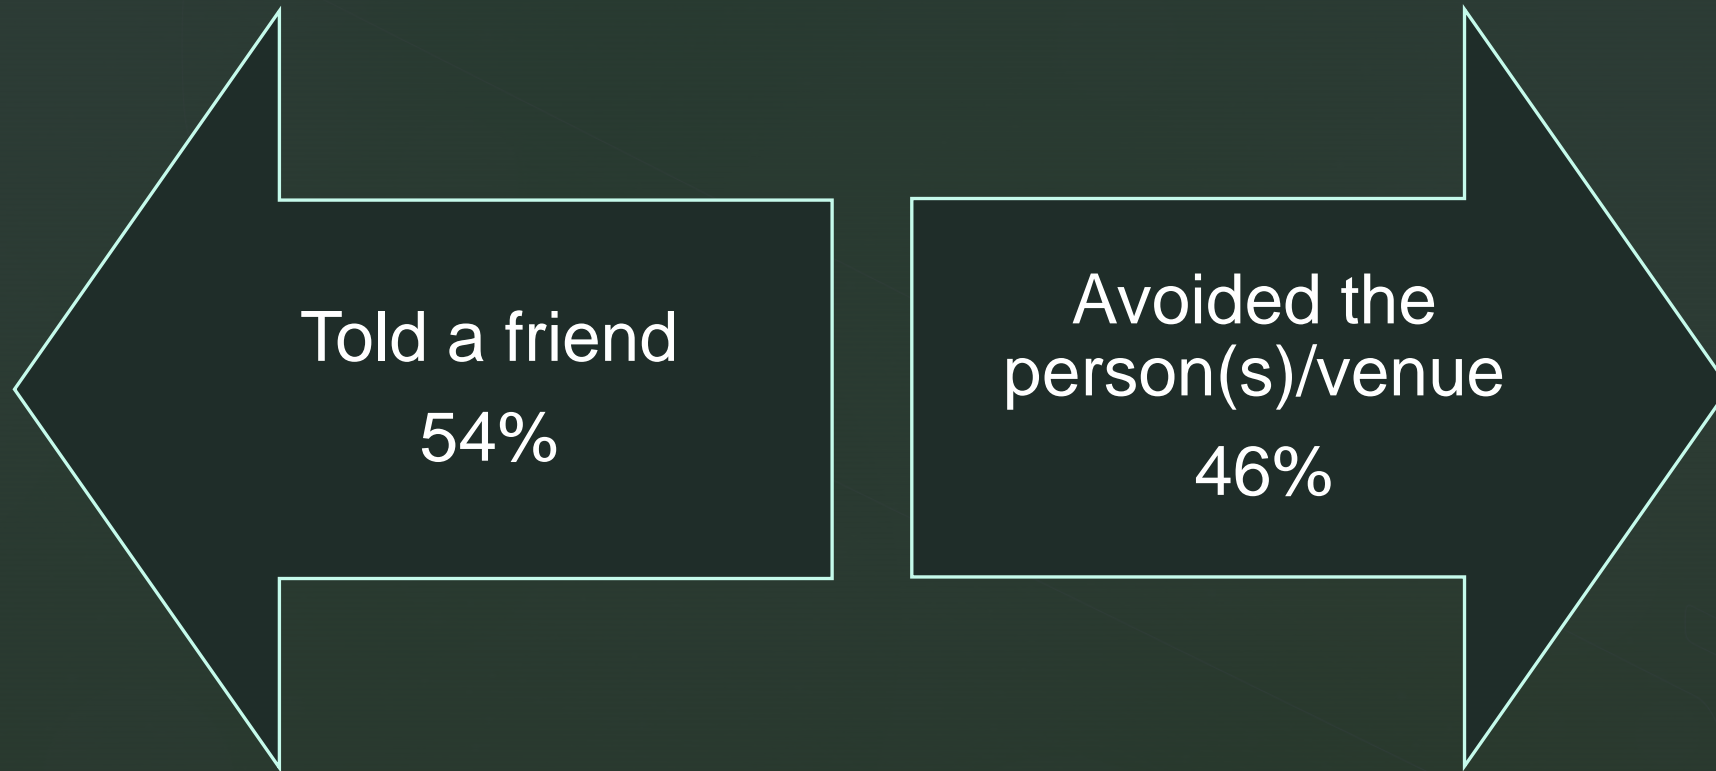 Told a friend
54%
Avoided the
person(s)/venue
46%